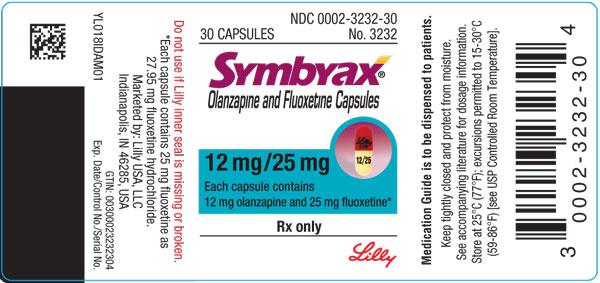 YL018IDAM01
Do not use if Lilly inner seal is missing or broken.
*Each capsule contains 25 mg fluoxetine as
27.95 mg fluoxetine hydrochloride.
Marketed by: Lilly USA, LLC
Indianapolis, IN 46285, USA
GTIN: 00300023232304
Exp. Date/Control No./Serial No.
NDC 0002-3232-30
30 CAPSULES No. 3232
Symbyax®
Olanzapine and Fluoxetine Capsules
12/25
12 mg/25 mg
Each capsule contains
12 mg olanzapine and 25 mg fluoxetine*
Rx only
Lilly
Medication Guide is to be dispensed to patients.
Keep tightly closed and protect from moisture.
See accompanying literature for dosage information.
Store at 25°C (77°F); excursions permitted to 15-30°C
(59-86°F) [see USP Controlled Room Temperature].
3 0002-3232-30 4